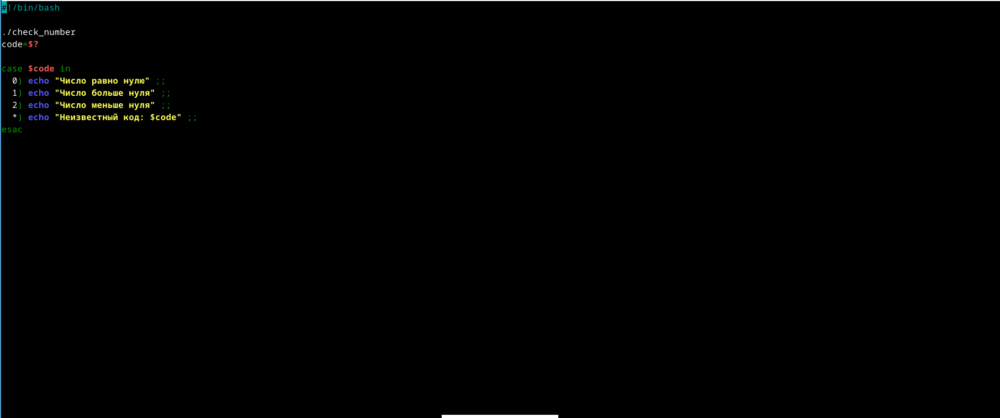 #!/bin/bash
./check_number
code=$?
case $code in
0) echo "Число равно нулю" ;;
1) echo "Число больше нуля" ;;
2) echo "Число меньше нуля" ;;
*) echo "Неизвестный код: $code" ;;
esac